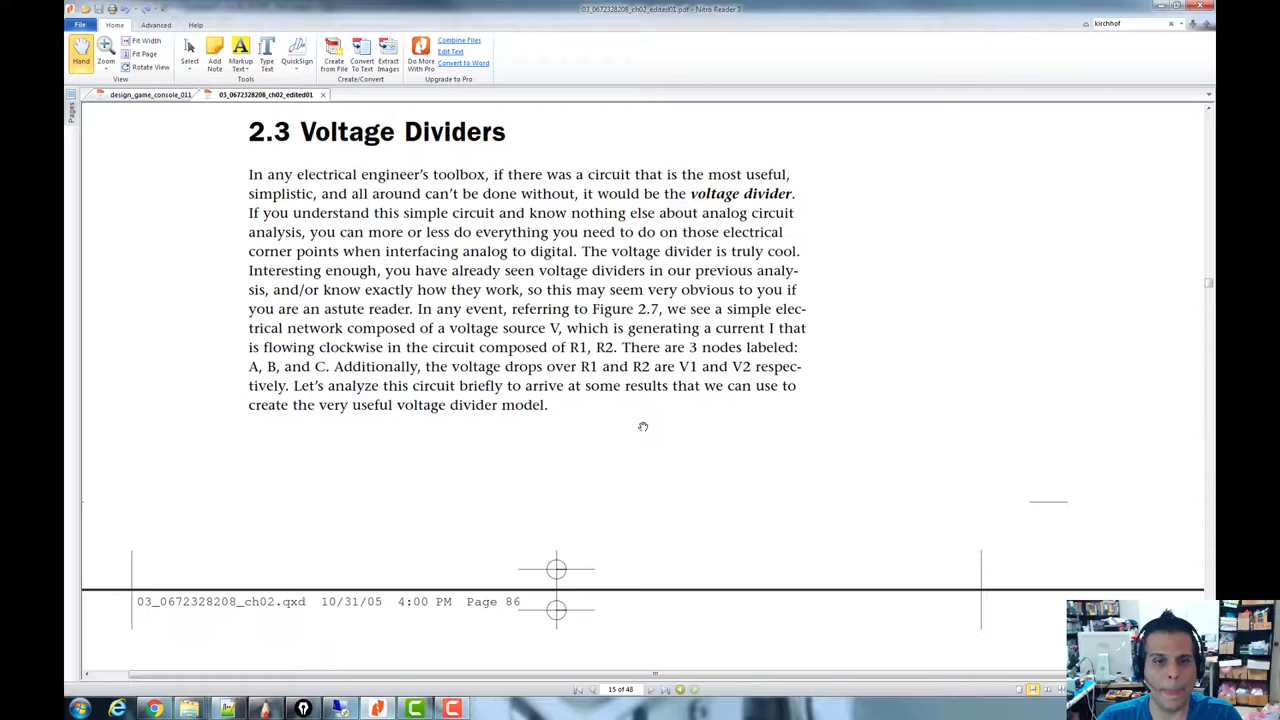 03_0672328208_ch02_edited01.pdf - Nitro Reader 3
File Home Advanced Help
kirchhof
Hand
Zoom
Fit Width
Fit Page
Rotate View
View
Select
Add Note
Markup Text
Type Text
QuickSign
Tools
Create from File
Convert To Text
Extract Images
Create/Convert
Do More With Pro
Combine Files
Edit Text
Convert to Word
Upgrade to Pro
design_game_console_011
03_0672328208_ch02_edited01
Pages
2.3 Voltage Dividers
In any electrical engineer's toolbox, if there was a circuit that is the most useful,
simplistic, and all around can't be done without, it would be the voltage divider.
If you understand this simple circuit and know nothing else about analog circuit
analysis, you can more or less do everything you need to do on those electrical
corner points when interfacing analog to digital. The voltage divider is truly cool.
Interesting enough, you have already seen voltage dividers in our previous analy-
sis, and/or know exactly how they work, so this may seem very obvious to you if
you are an astute reader. In any event, referring to Figure 2.7, we see a simple elec-
trical network composed of a voltage source V, which is generating a current I that
is flowing clockwise in the circuit composed of R1, R2. There are 3 nodes labeled:
A, B, and C. Additionally, the voltage drops over R1 and R2 are V1 and V2 respec-
tively. Let's analyze this circuit briefly to arrive at some results that we can use to
create the very useful voltage divider model.
03_0672328208_ch02.qxd 10/31/05 4:00 PM Page 86
15 of 48